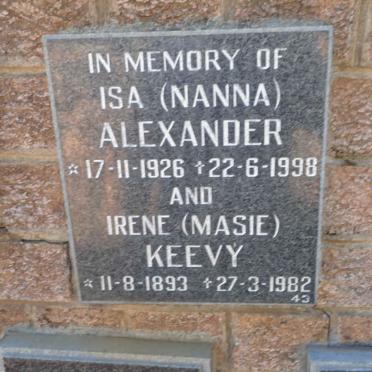 IN MEMORY OF
ISA (NANNA)
ALEXANDER
☆17-11-1926 ✝22-6-1998
AND
IRENE (MASIE)
KEEVY
☆11-8-1893 ✝27-3-1982
43